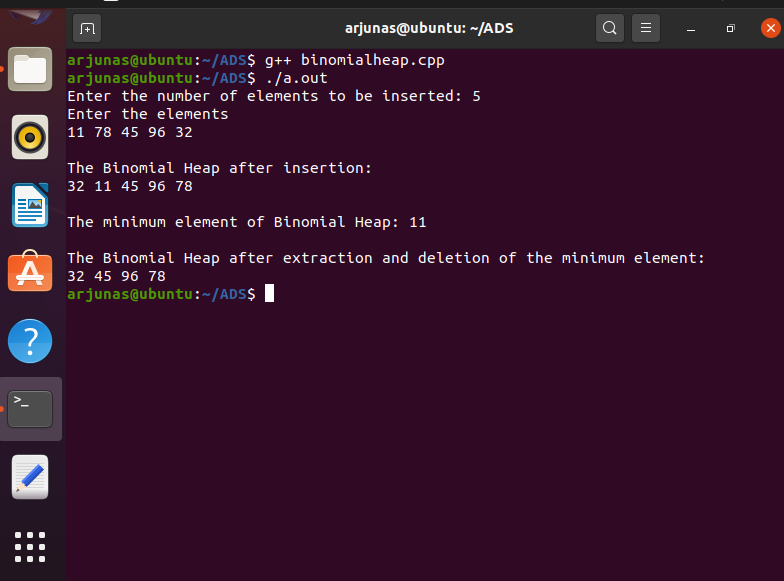 arjunas@ubuntu: ~/ADS
arjunas@ubuntu:~/ADS$ g++ binomialheap.cpp
arjunas@ubuntu:~/ADS$ ./a.out
Enter the number of elements to be inserted: 5
Enter the elements
11 78 45 96 32
The Binomial Heap after insertion:
32 11 45 96 78
The minimum element of Binomial Heap: 11
The Binomial Heap after extraction and deletion of the minimum element:
32 45 96 78
arjunas@ubuntu:~/ADS$